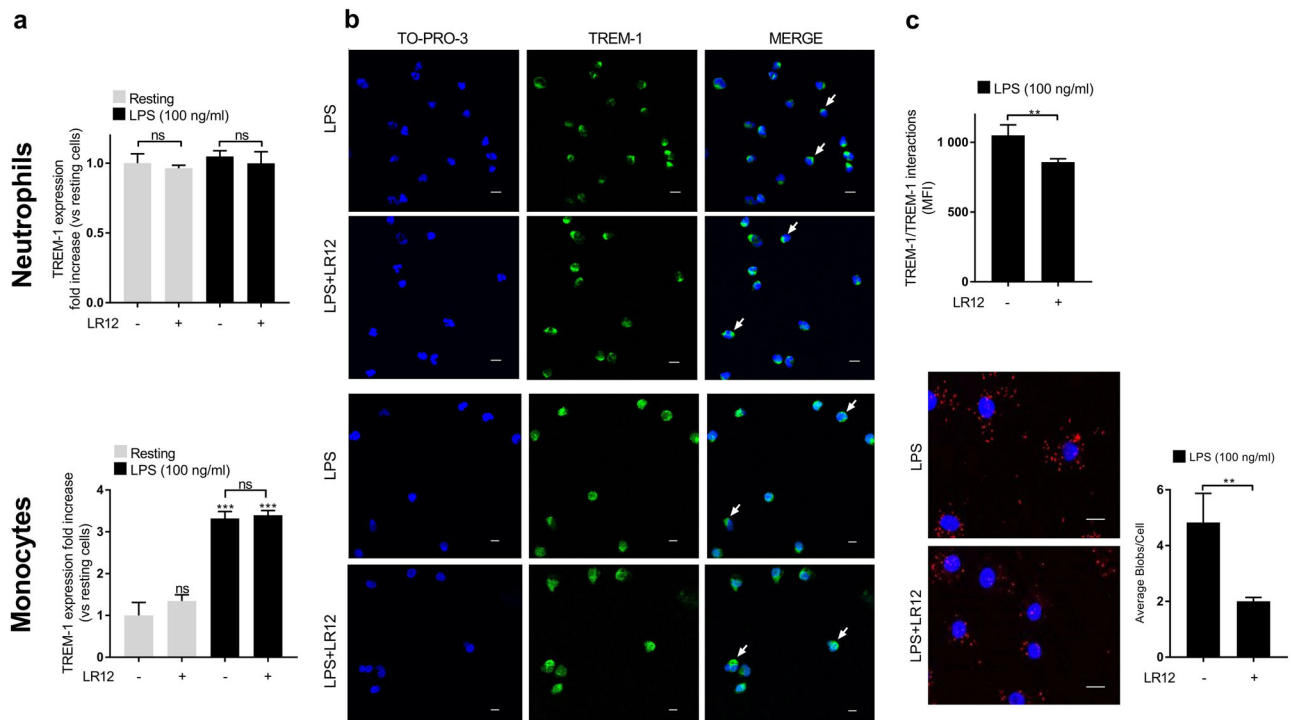 a
Neutrophils
Resting
LPS (100 ng/ml)
ns
ns
TREM-1 expression
fold increase (vs resting cells)
1.0
0.5
0.0
LR12 - + - +
Monocytes
Resting
LPS (100 ng/ml)
ns
***
***
ns
TREM-1 expression fold increase
(vs resting cells)
4
3
2
1
0
LR12 - + - +
b
TO-PRO-3 TREM-1 MERGE
LPS
LPS+LR12
LPS
LPS+LR12
c
LPS (100 ng/ml)
**
TREM-1/TREM-1 interactions
(MFI)
1 000
500
0
LR12 - +
LPS
LPS+LR12
LPS (100 ng/ml)
**
Average Blobs/Cell
6
4
2
0
LR12 - +